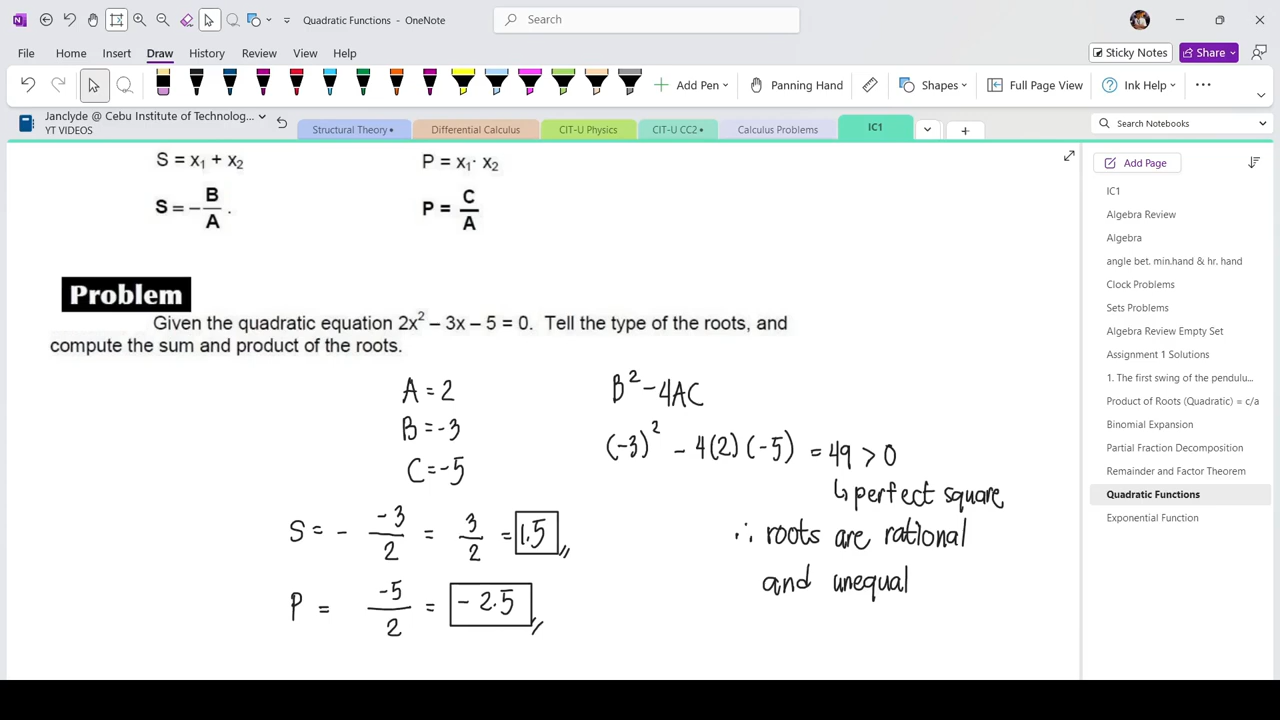 Quadratic Functions - OneNote
Search
File Home Insert Draw History Review View Help
Sticky Notes Share
Add Pen Panning Hand Shapes Full Page View Ink Help
Janclyde @ Cebu Institute of Technolog...
YT VIDEOS
Structural Theory • Differential Calculus CIT-U Physics CIT-U CC2 • Calculus Problems IC1
Search Notebooks
Add Page
IC1
Algebra Review
Algebra
angle bet. min.hand & hr. hand
Clock Problems
Sets Problems
Algebra Review Empty Set
Assignment 1 Solutions
1. The first swing of the pendulu...
Product of Roots (Quadratic) = c/a
Binomial Expansion
Partial Fraction Decomposition
Remainder and Factor Theorem
Quadratic Functions
Exponential Function
S = x₁ + x₂ P = x₁· x₂
S = – B/A . P = C/A
Problem
Given the quadratic equation 2x² – 3x – 5 = 0. Tell the type of the roots, and
compute the sum and product of the roots.
A = 2
B = -3
C = -5
S = - -3/2 = 3/2 = 1.5
P = -5/2 = - 2.5
B² - 4AC
(-3)² - 4(2)(-5) = 49 > 0
↳ perfect square
∴ roots are rational
and unequal